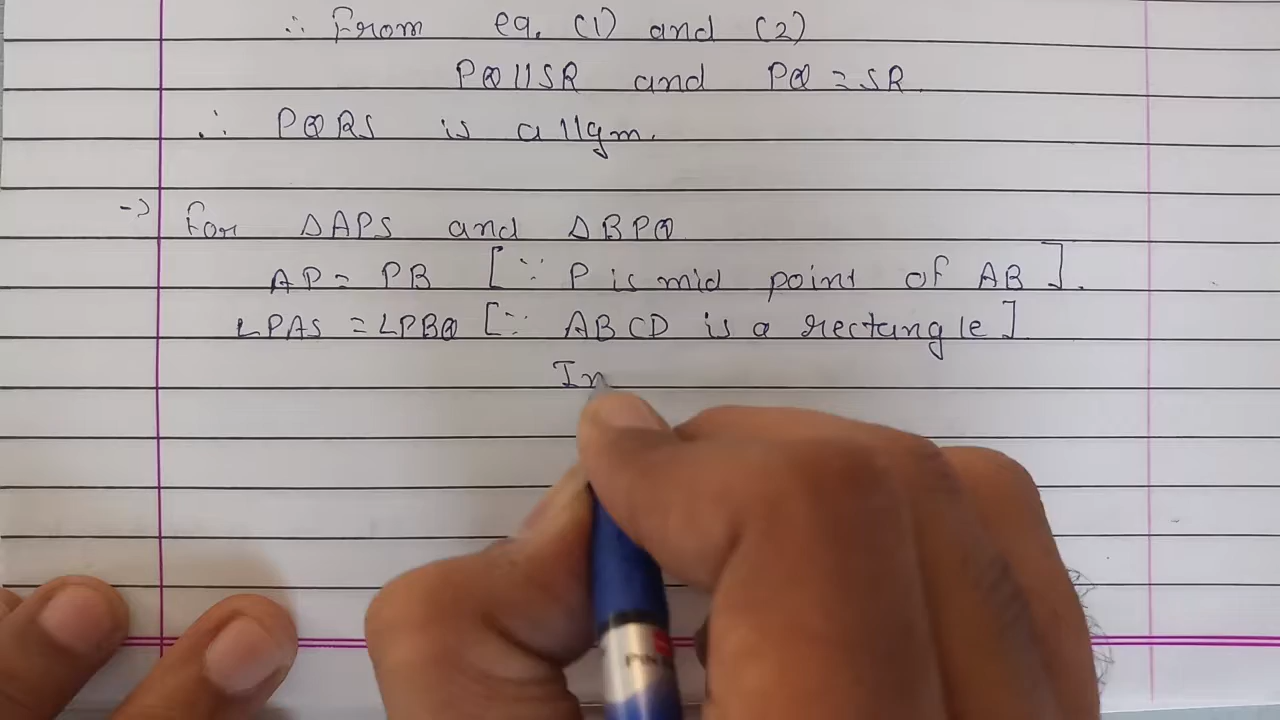 ∴ From eq. (1) and (2)
PQ||SR and PQ = SR
∴ PQRS is a ||gm.
→ For ΔAPS and ΔBPQ
AP = PB [∵ P is mid point of AB].
∠PAS = ∠PBQ [∵ ABCD is a rectangle]
In